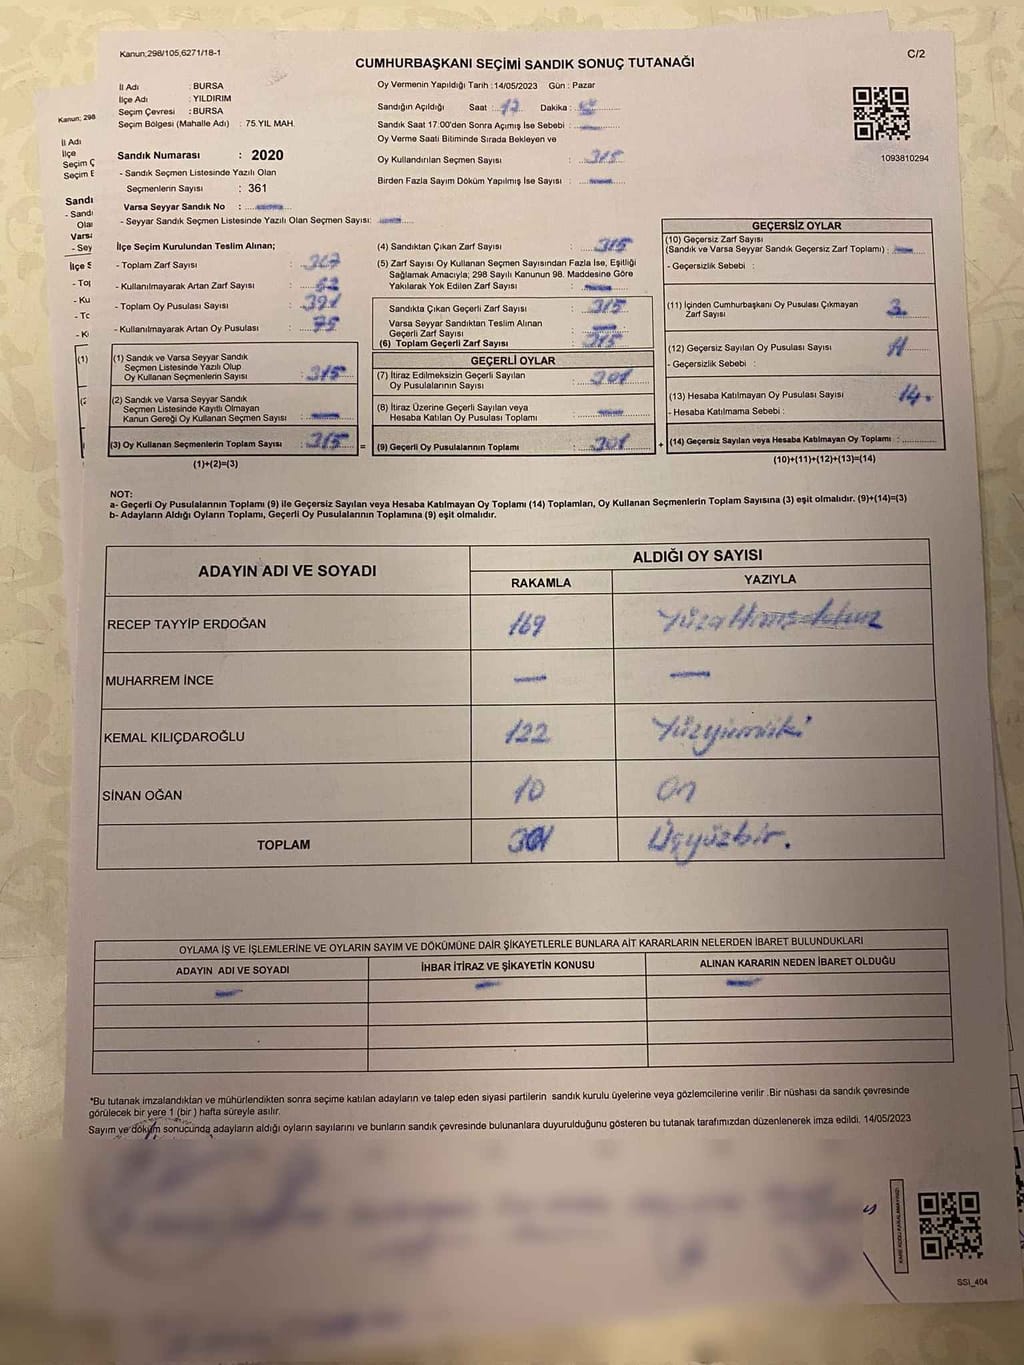 Kanun;298/105,6271/18-1
C/2
CUMHURBAŞKANI SEÇİMİ SANDIK SONUÇ TUTANAĞI
İl Adı : BURSA
İlçe Adı : YILDIRIM
Seçim Çevresi : BURSA
Seçim Bölgesi (Mahalle Adı) : 75.YIL MAH.
Sandık Numarası : 2020
- Sandık Seçmen Listesinde Yazılı Olan
Seçmenlerin Sayısı : 361
Varsa Seyyar Sandık No : —
- Seyyar Sandık Seçmen Listesinde Yazılı Olan Seçmen Sayısı: —
Oy Vermenin Yapıldığı Tarih :14/05/2023 Gün : Pazar
Sandığın Açıldığı Saat : 17 Dakika :
Sandık Saat 17:00'den Sonra Açımış İse Sebebi : —
Oy Verme Saati Bitiminde Sırada Bekleyen ve
Oy Kullandırılan Seçmen Sayısı : 315
Birden Fazla Sayım Döküm Yapılmış İse Sayısı : —
1093810294
İlçe Seçim Kurulundan Teslim Alınan;
- Toplam Zarf Sayısı :
- Kullanılmayarak Artan Zarf Sayısı :
- Toplam Oy Pusulası Sayısı :
- Kullanılmayarak Artan Oy Pusulası : 75
(1) Sandık ve Varsa Seyyar Sandık
Seçmen Listesinde Yazılı Olup
Oy Kullanan Seçmenlerin Sayısı : 315
(2) Sandık ve Varsa Seyyar Sandık
Seçmen Listesinde Kayıtlı Olmayan
Kanun Gereği Oy Kullanan Seçmen Sayısı : —
(3) Oy Kullanan Seçmenlerin Toplam Sayısı : 315
(1)+(2)=(3)
=
(4) Sandıktan Çıkan Zarf Sayısı : 315
(5) Zarf Sayısı Oy Kullanan Seçmen Sayısından Fazla İse, Eşitliği
Sağlamak Amacıyla; 298 Sayılı Kanunun 98. Maddesine Göre
Yakılarak Yok Edilen Zarf Sayısı : —
Sandıkta Çıkan Geçerli Zarf Sayısı : 315
Varsa Seyyar Sandıktan Teslim Alınan
Geçerli Zarf Sayısı : —
(6) Toplam Geçerli Zarf Sayısı : 315
GEÇERLİ OYLAR
(7) İtiraz Edilmeksizin Geçerli Sayılan
Oy Pusulalarının Sayısı : 301
(8) İtiraz Üzerine Geçerli Sayılan veya
Hesaba Katılan Oy Pusulası Toplamı : —
(9) Geçerli Oy Pusulalarının Toplamı : 301
+
GEÇERSİZ OYLAR
(10) Geçersiz Zarf Sayısı
(Sandık ve Varsa Seyyar Sandık Geçersiz Zarf Toplamı) : —
- Geçersizlik Sebebi :
(11) İçinden Cumhurbaşkanı Oy Pusulası Çıkmayan
Zarf Sayısı 3
(12) Geçersiz Sayılan Oy Pusulası Sayısı : 11
- Geçersizlik Sebebi :
(13) Hesaba Katılmayan Oy Pusulası Sayısı : 14.
- Hesaba Katılmama Sebebi :
(14) Geçersiz Sayılan veya Hesaba Katılmayan Oy Toplamı :
(10)+(11)+(12)+(13)=(14)
NOT:
a- Geçerli Oy Pusulalarının Toplamı (9) ile Geçersiz Sayılan veya Hesaba Katılmayan Oy Toplamı (14) Toplamları, Oy Kullanan Seçmenlerin Toplam Sayısına (3) eşit olmalıdır. (9)+(14)=(3)
b- Adayların Aldığı Oyların Toplamı, Geçerli Oy Pusulalarının Toplamına (9) eşit olmalıdır.
ADAYIN ADI VE SOYADI
ALDIĞI OY SAYISI
RAKAMLA YAZIYLA
RECEP TAYYİP ERDOĞAN 169
MUHARREM İNCE — —
KEMAL KILIÇDAROĞLU 122 Yüzyirmiiki
SİNAN OĞAN 10 On
TOPLAM 301 Üçyüzbir.
OYLAMA İŞ VE İŞLEMLERİNE VE OYLARIN SAYIM VE DÖKÜMÜNE DAİR ŞİKAYETLERLE BUNLARA AİT KARARLARIN NELERDEN İBARET BULUNDUKLARI
ADAYIN ADI VE SOYADI İHBAR İTİRAZ VE ŞİKAYETİN KONUSU ALINAN KARARIN NEDEN İBARET OLDUĞU
— — —
*Bu tutanak imzalandıktan ve mühürlendikten sonra seçime katılan adayların ve talep eden siyasi partilerin sandık kurulu üyelerine veya gözlemcilerine verilir .Bir nüshası da sandık çevresinde
görülecek bir yere 1 (bir ) hafta süreyle asılır.
Sayım ve döküm sonucunda adayların aldığı oyların sayılarını ve bunların sandık çevresinde bulunanlara duyurulduğunu gösteren bu tutanak tarafımızdan düzenlenerek imza edildi. 14/05/2023
SSİ_404